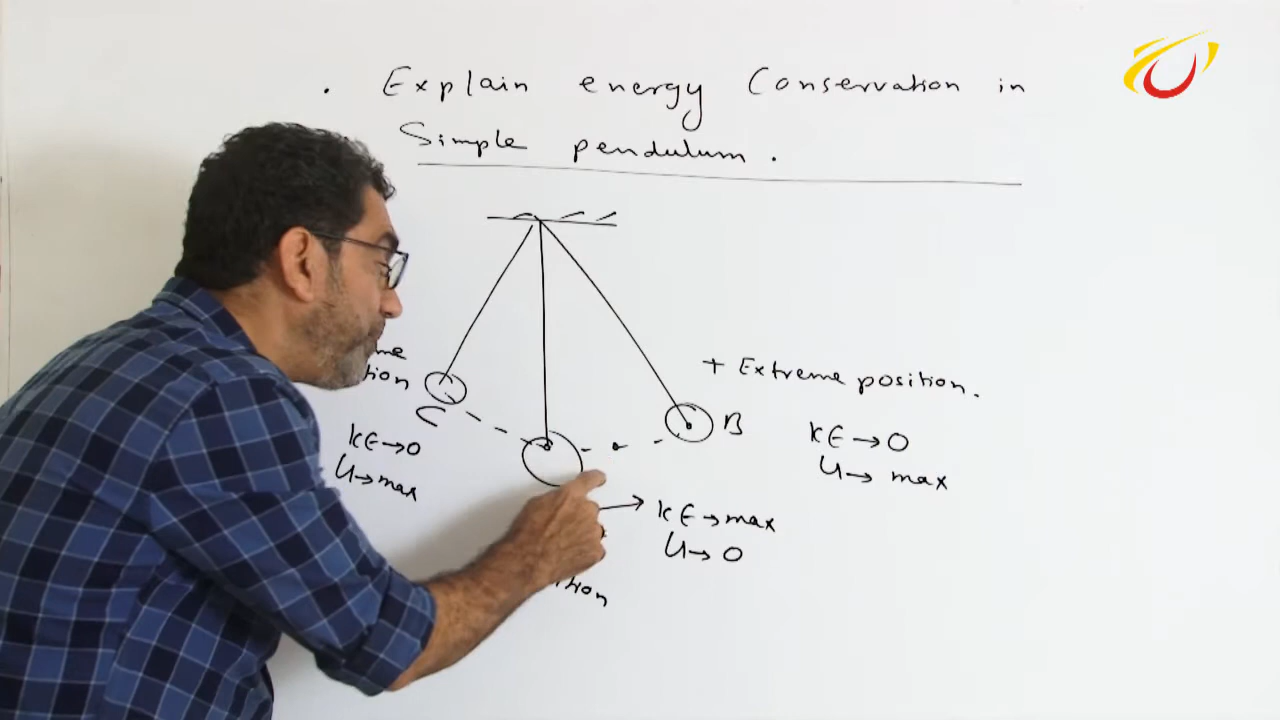 . Explain energy Conservation in
Simple pendulum .
+ Extreme position.
C
B
KE→0
U→max
KE→0
U→max
KE→max
U→0